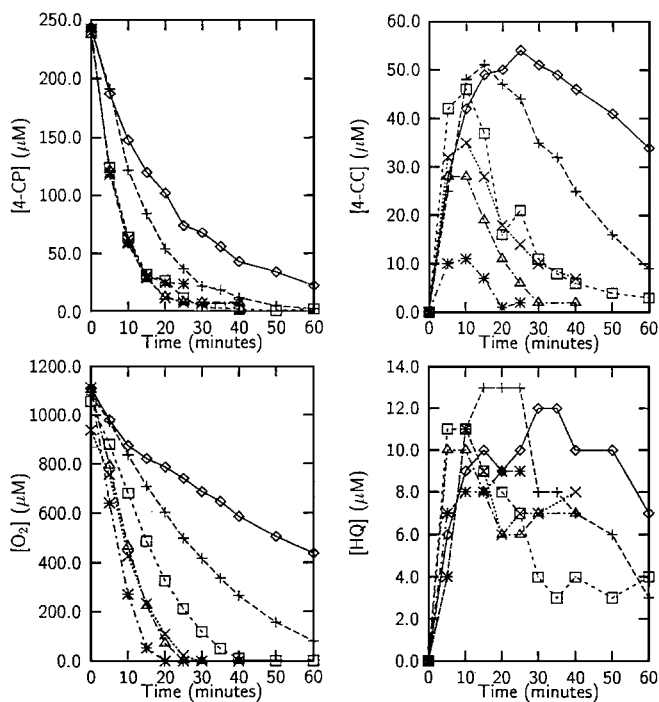 250.0
200.0
150.0
100.0
50.0
0.0
[4-CP] (μM)
0 10 20 30 40 50 60
Time (minutes)
60.0
50.0
40.0
30.0
20.0
10.0
0.0
[4-CC] (μM)
0 10 20 30 40 50 60
Time (minutes)
1200.0
1000.0
800.0
600.0
400.0
200.0
0.0
[O₂] (μM)
0 10 20 30 40 50 60
Time (minutes)
14.0
12.0
10.0
8.0
6.0
4.0
2.0
0.0
[HQ] (μM)
0 10 20 30 40 50 60
Time (minutes)